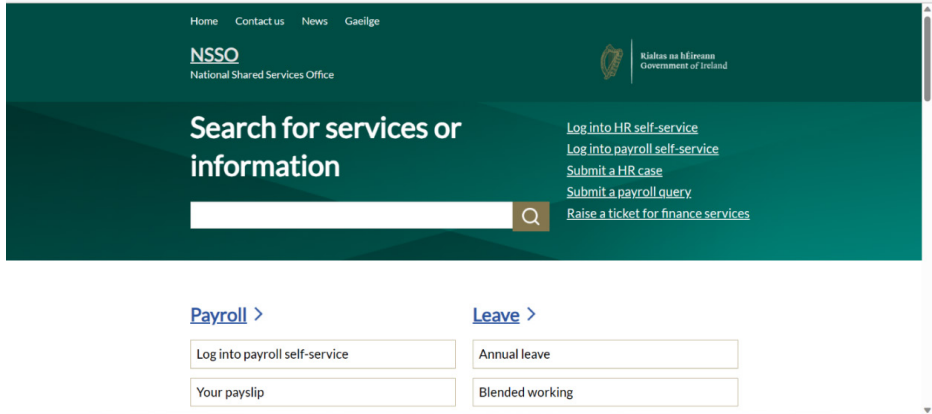 Home Contact us News Gaeilge
NSSO
National Shared Services Office
Rialtas na hÉireann
Government of Ireland
Search for services or
information
Log into HR self-service
Log into payroll self-service
Submit a HR case
Submit a payroll query
Raise a ticket for finance services
Payroll >
Log into payroll self-service
Your payslip
Leave >
Annual leave
Blended working